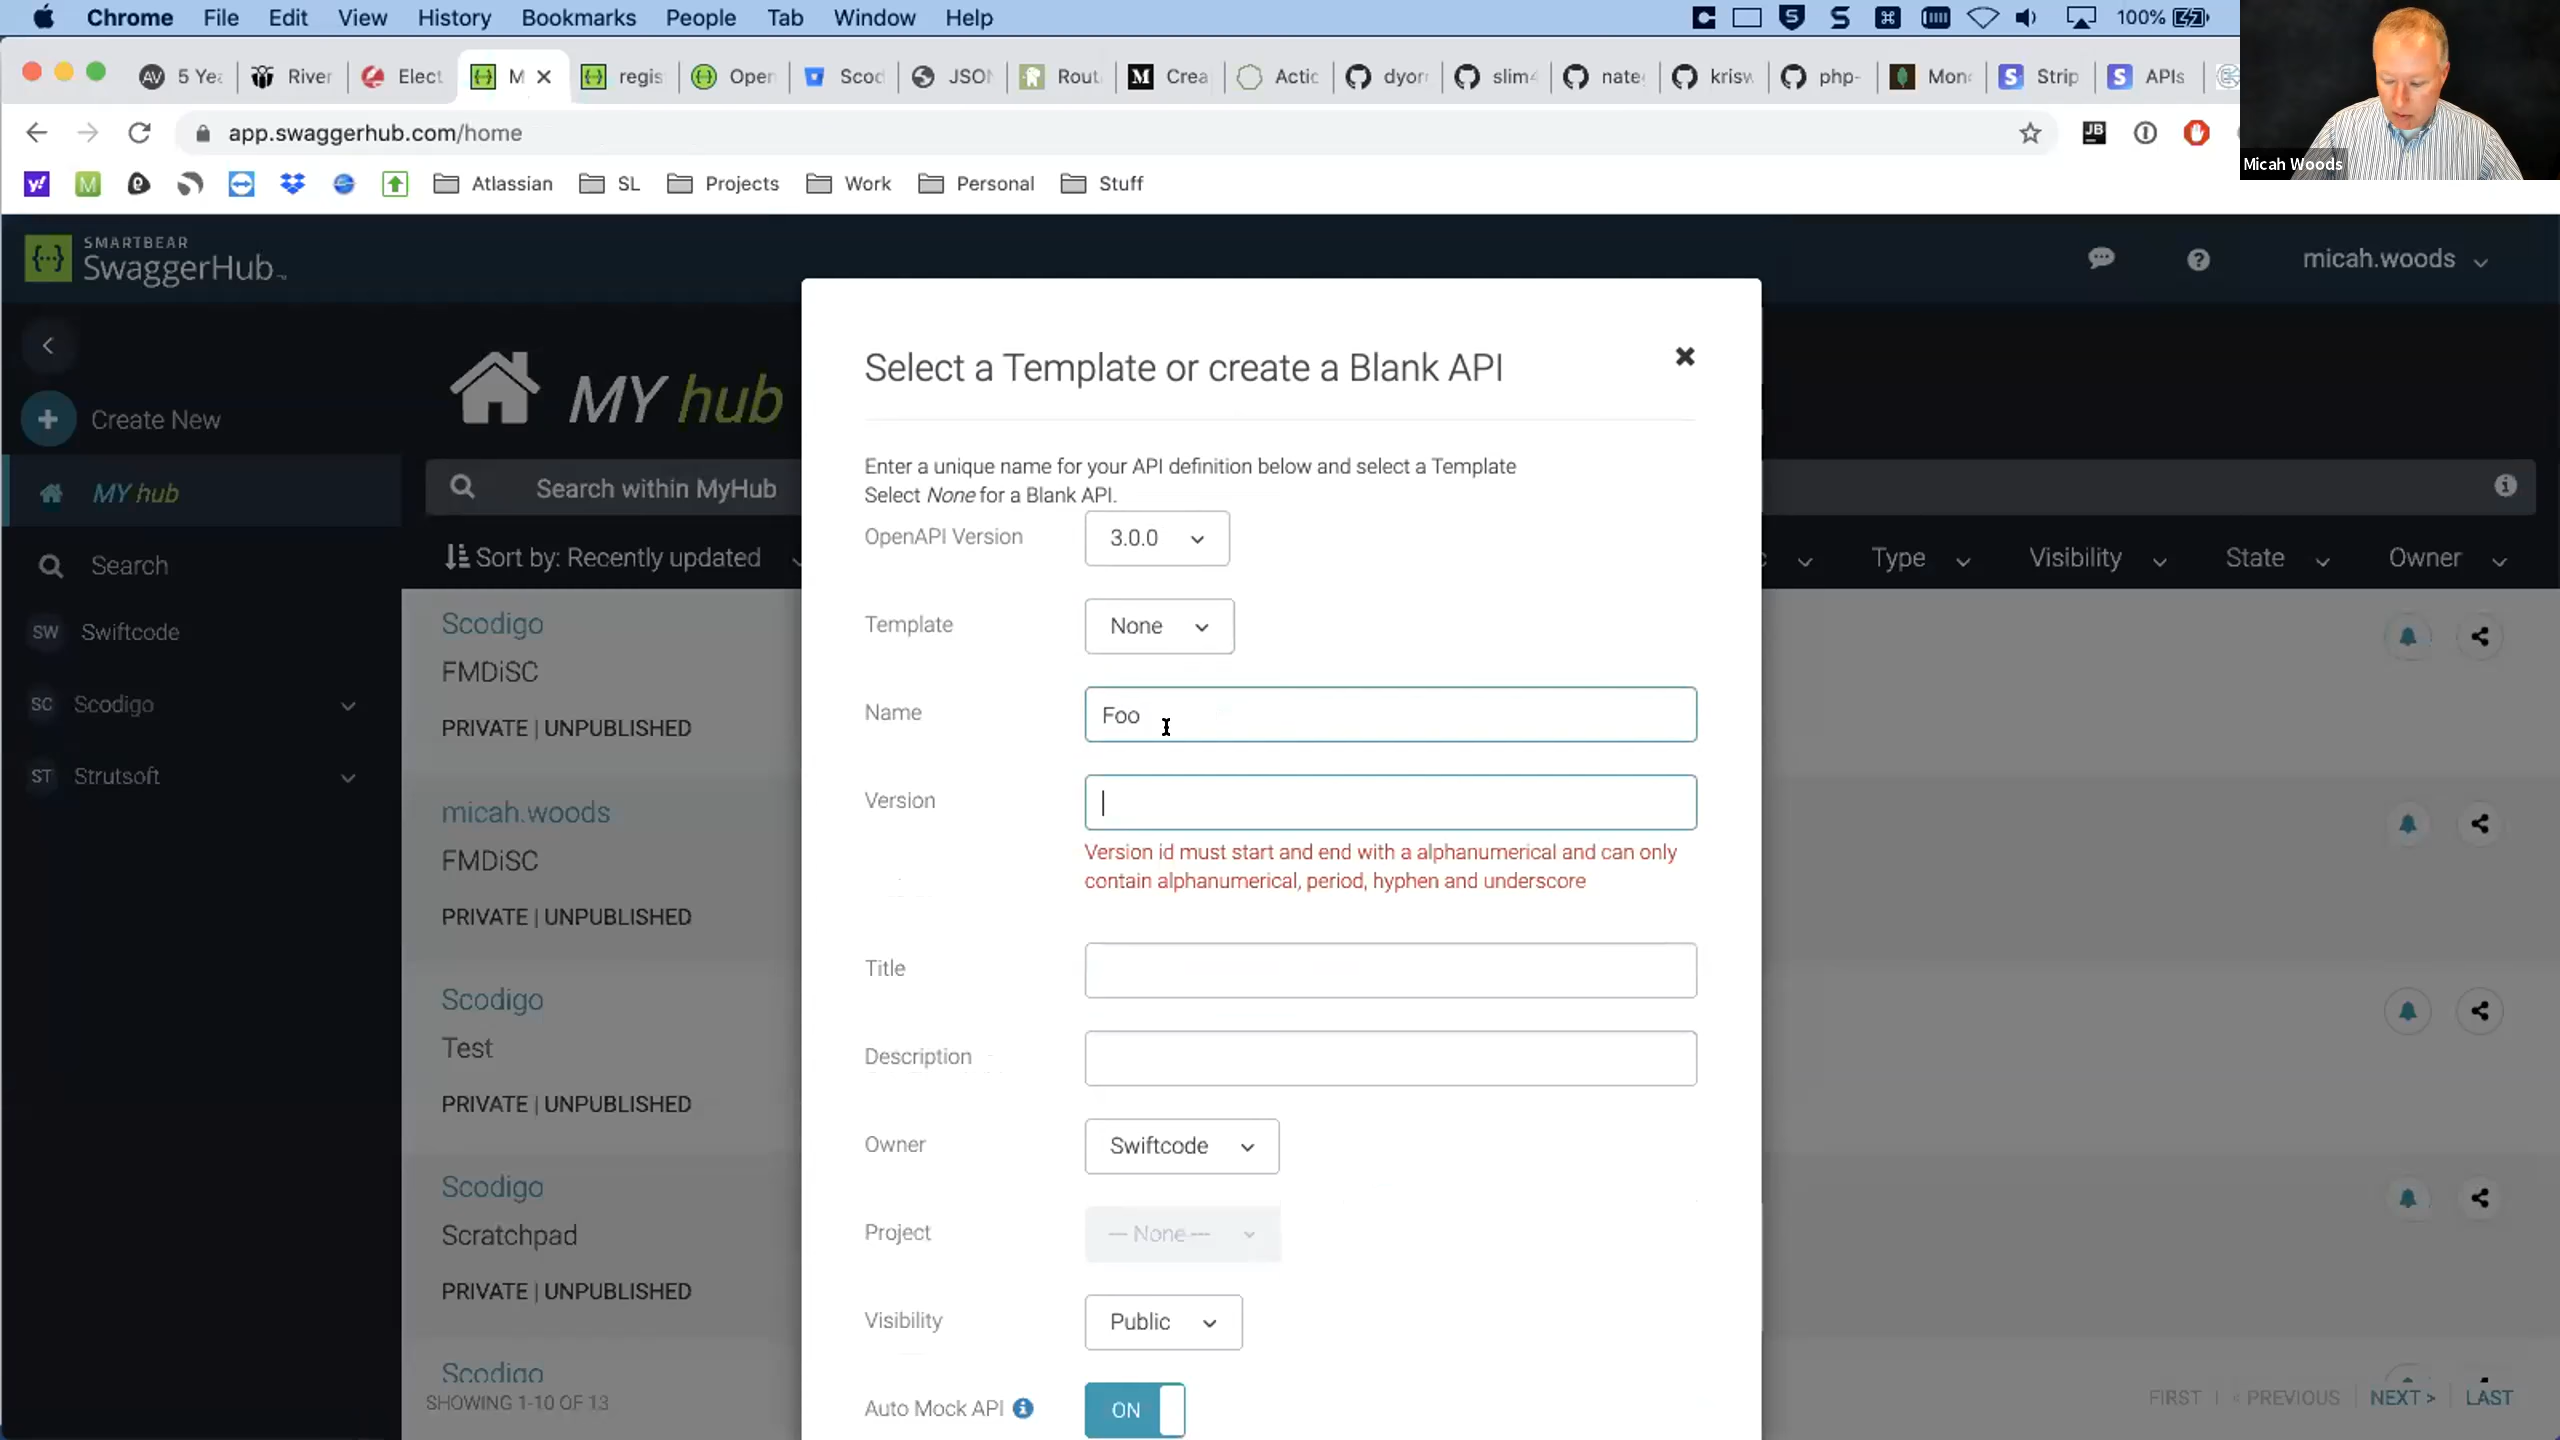 Chrome File Edit View History Bookmarks People Tab Window Help 100%
AV 5 Yea River Elect M regis Open Scod JSON Rout Crea Actic dyorr slim4 nate krisw php- Mon Strip APIs
app.swaggerhub.com/home JB
Atlassian SL Projects Work Personal Stuff
Micah Woods
SMARTBEAR
SwaggerHub
micah.woods
Create New
MY hub
Search
SW Swiftcode
SC Scodigo
ST Strutsoft
MY hub
Search within MyHub
Sort by: Recently updated
Type Visibility State Owner
Scodigo
FMDiSC
PRIVATE | UNPUBLISHED
micah.woods
FMDiSC
PRIVATE | UNPUBLISHED
Scodigo
Test
PRIVATE | UNPUBLISHED
Scodigo
Scratchpad
PRIVATE | UNPUBLISHED
Scodigo
SHOWING 1-10 OF 13
FIRST | < PREVIOUS | NEXT > | LAST
Select a Template or create a Blank API
Enter a unique name for your API definition below and select a Template
Select None for a Blank API.
OpenAPI Version 3.0.0
Template None
Name Foo
Version
Version id must start and end with a alphanumerical and can only
contain alphanumerical, period, hyphen and underscore
Title
Description
Owner Swiftcode
Project --- None ---
Visibility Public
Auto Mock API ON